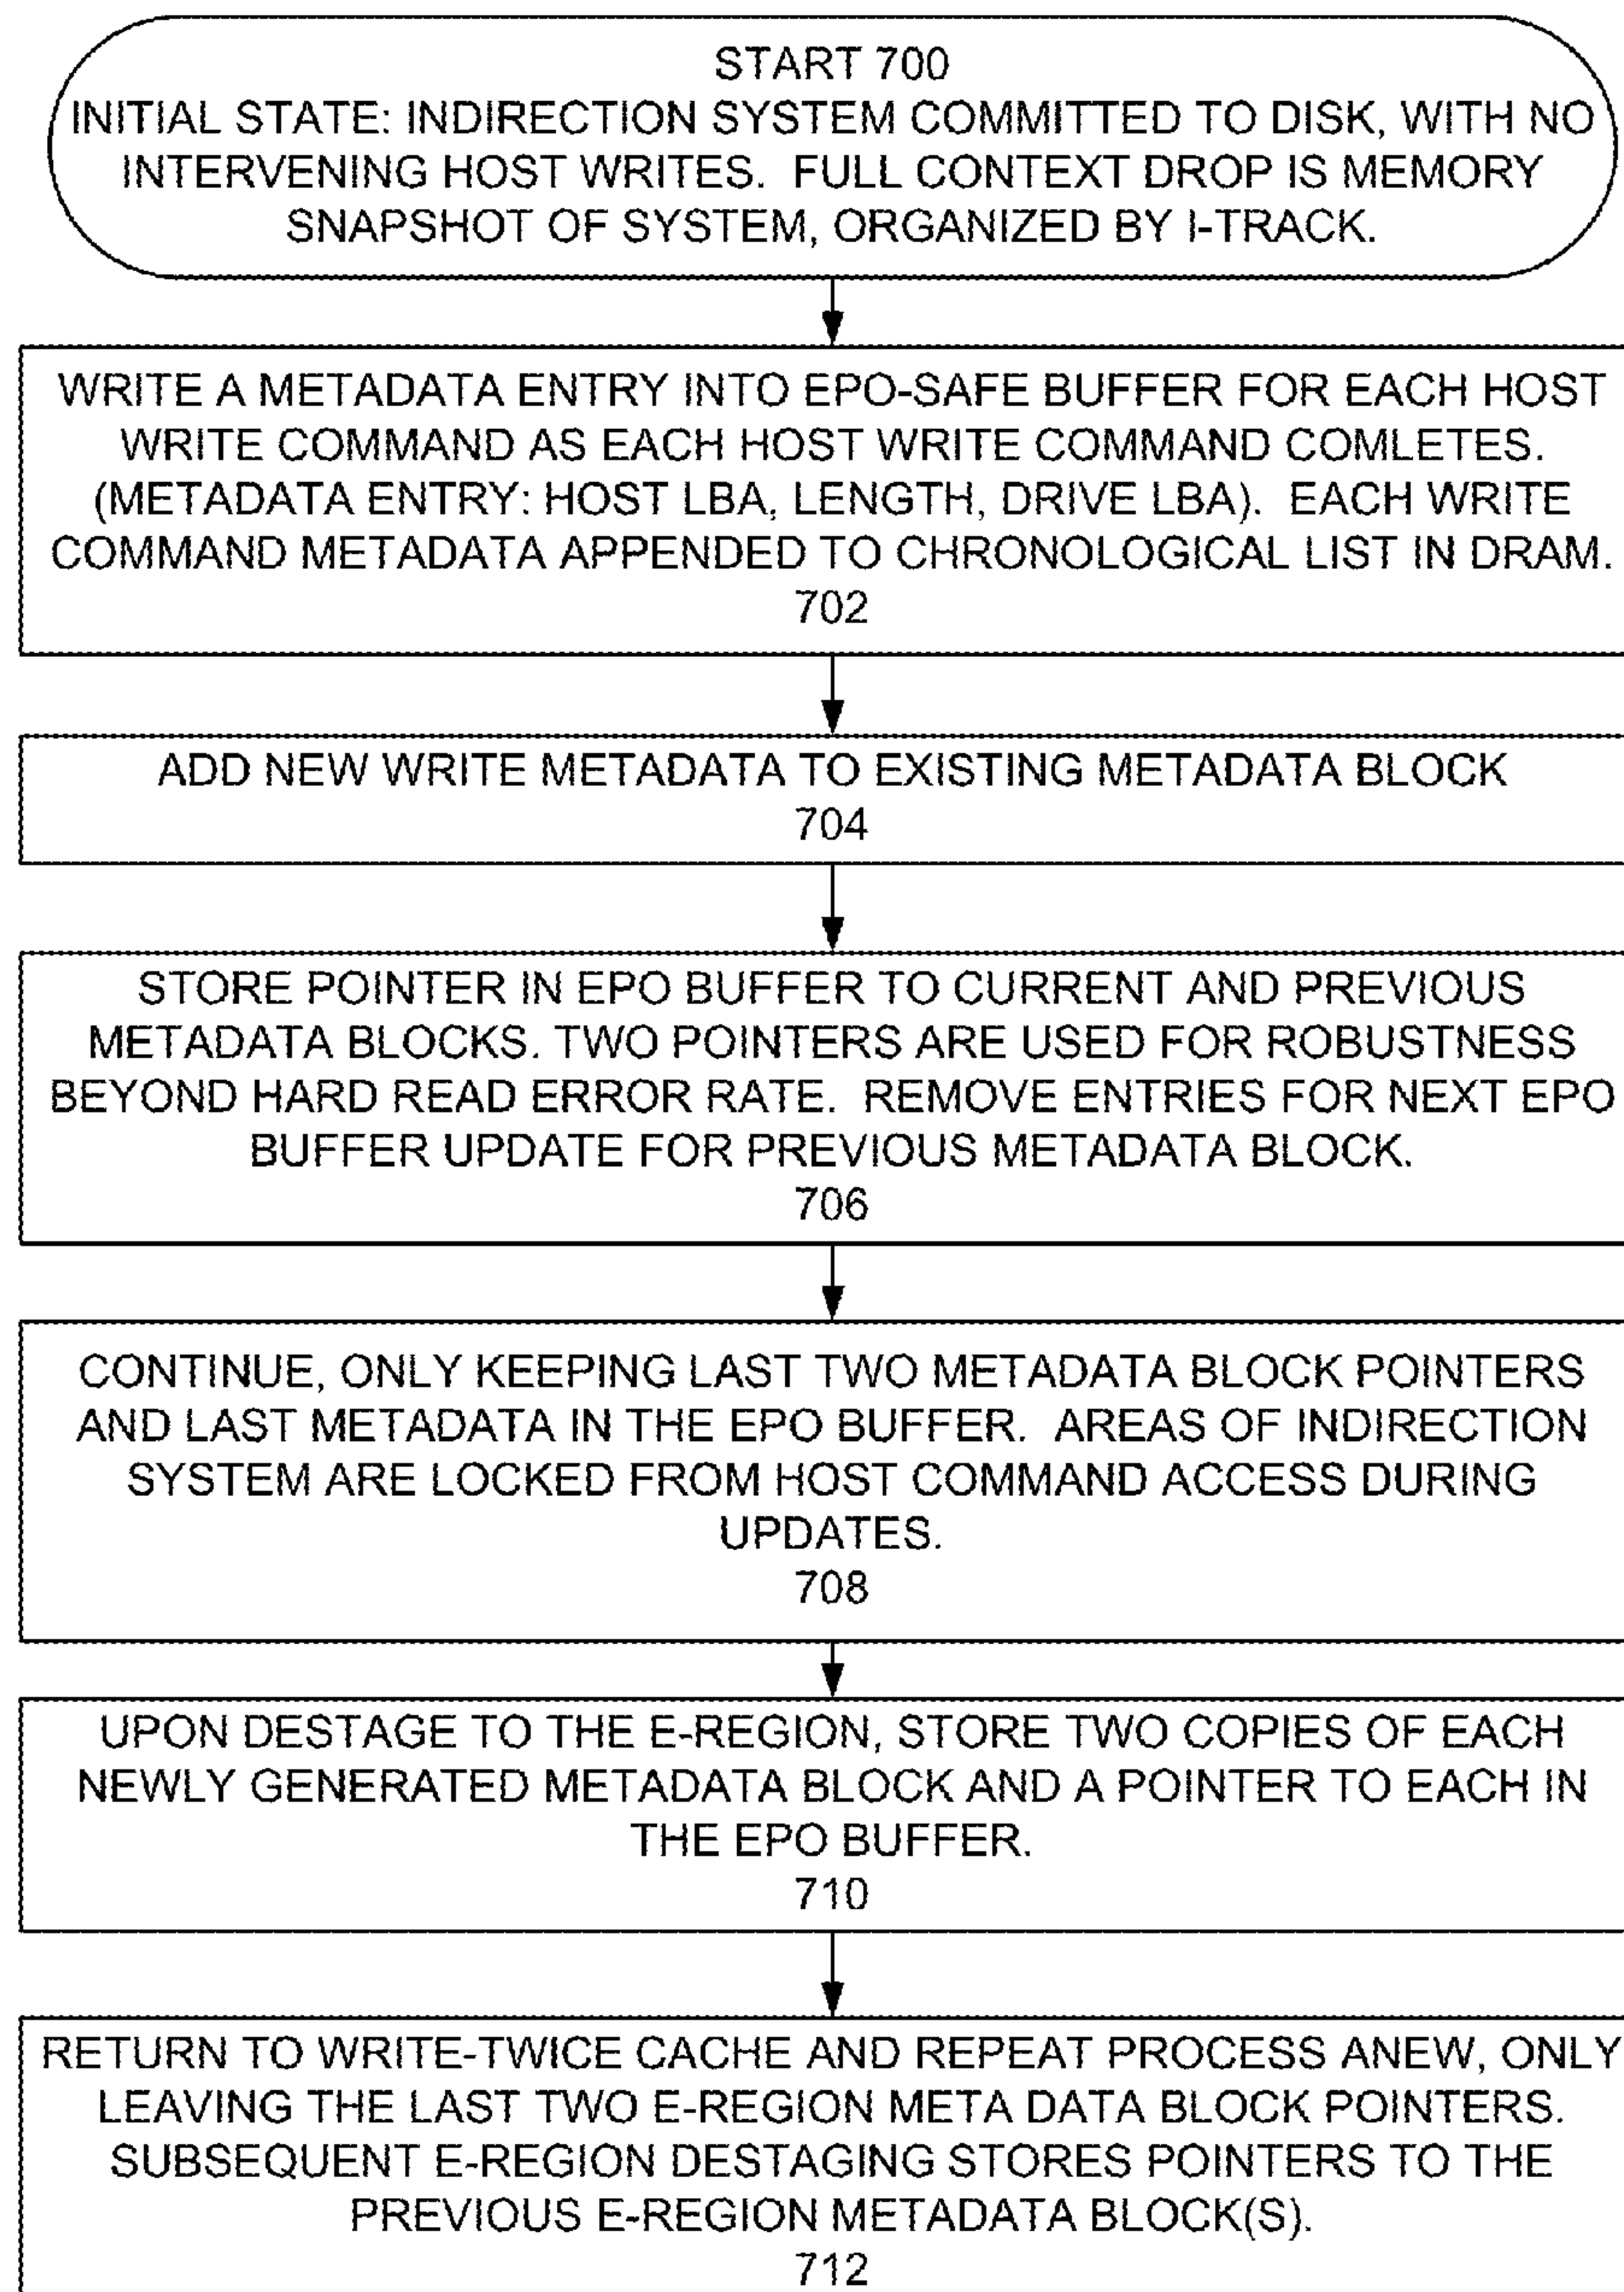 START 700
INITIAL STATE: INDIRECTION SYSTEM COMMITTED TO DISK, WITH NO
INTERVENING HOST WRITES. FULL CONTEXT DROP IS MEMORY
SNAPSHOT OF SYSTEM, ORGANIZED BY I-TRACK.
WRITE A METADATA ENTRY INTO EPO-SAFE BUFFER FOR EACH HOST
WRITE COMMAND AS EACH HOST WRITE COMMAND COMLETES.
(METADATA ENTRY: HOST LBA, LENGTH, DRIVE LBA). EACH WRITE
COMMAND METADATA APPENDED TO CHRONOLOGICAL LIST IN DRAM.
702
ADD NEW WRITE METADATA TO EXISTING METADATA BLOCK
704
STORE POINTER IN EPO BUFFER TO CURRENT AND PREVIOUS
METADATA BLOCKS. TWO POINTERS ARE USED FOR ROBUSTNESS
BEYOND HARD READ ERROR RATE. REMOVE ENTRIES FOR NEXT EPO
BUFFER UPDATE FOR PREVIOUS METADATA BLOCK.
706
CONTINUE, ONLY KEEPING LAST TWO METADATA BLOCK POINTERS
AND LAST METADATA IN THE EPO BUFFER. AREAS OF INDIRECTION
SYSTEM ARE LOCKED FROM HOST COMMAND ACCESS DURING
UPDATES.
708
UPON DESTAGE TO THE E-REGION, STORE TWO COPIES OF EACH
NEWLY GENERATED METADATA BLOCK AND A POINTER TO EACH IN
THE EPO BUFFER.
710
RETURN TO WRITE-TWICE CACHE AND REPEAT PROCESS ANEW, ONLY
LEAVING THE LAST TWO E-REGION META DATA BLOCK POINTERS.
SUBSEQUENT E-REGION DESTAGING STORES POINTERS TO THE
PREVIOUS E-REGION METADATA BLOCK(S).
712